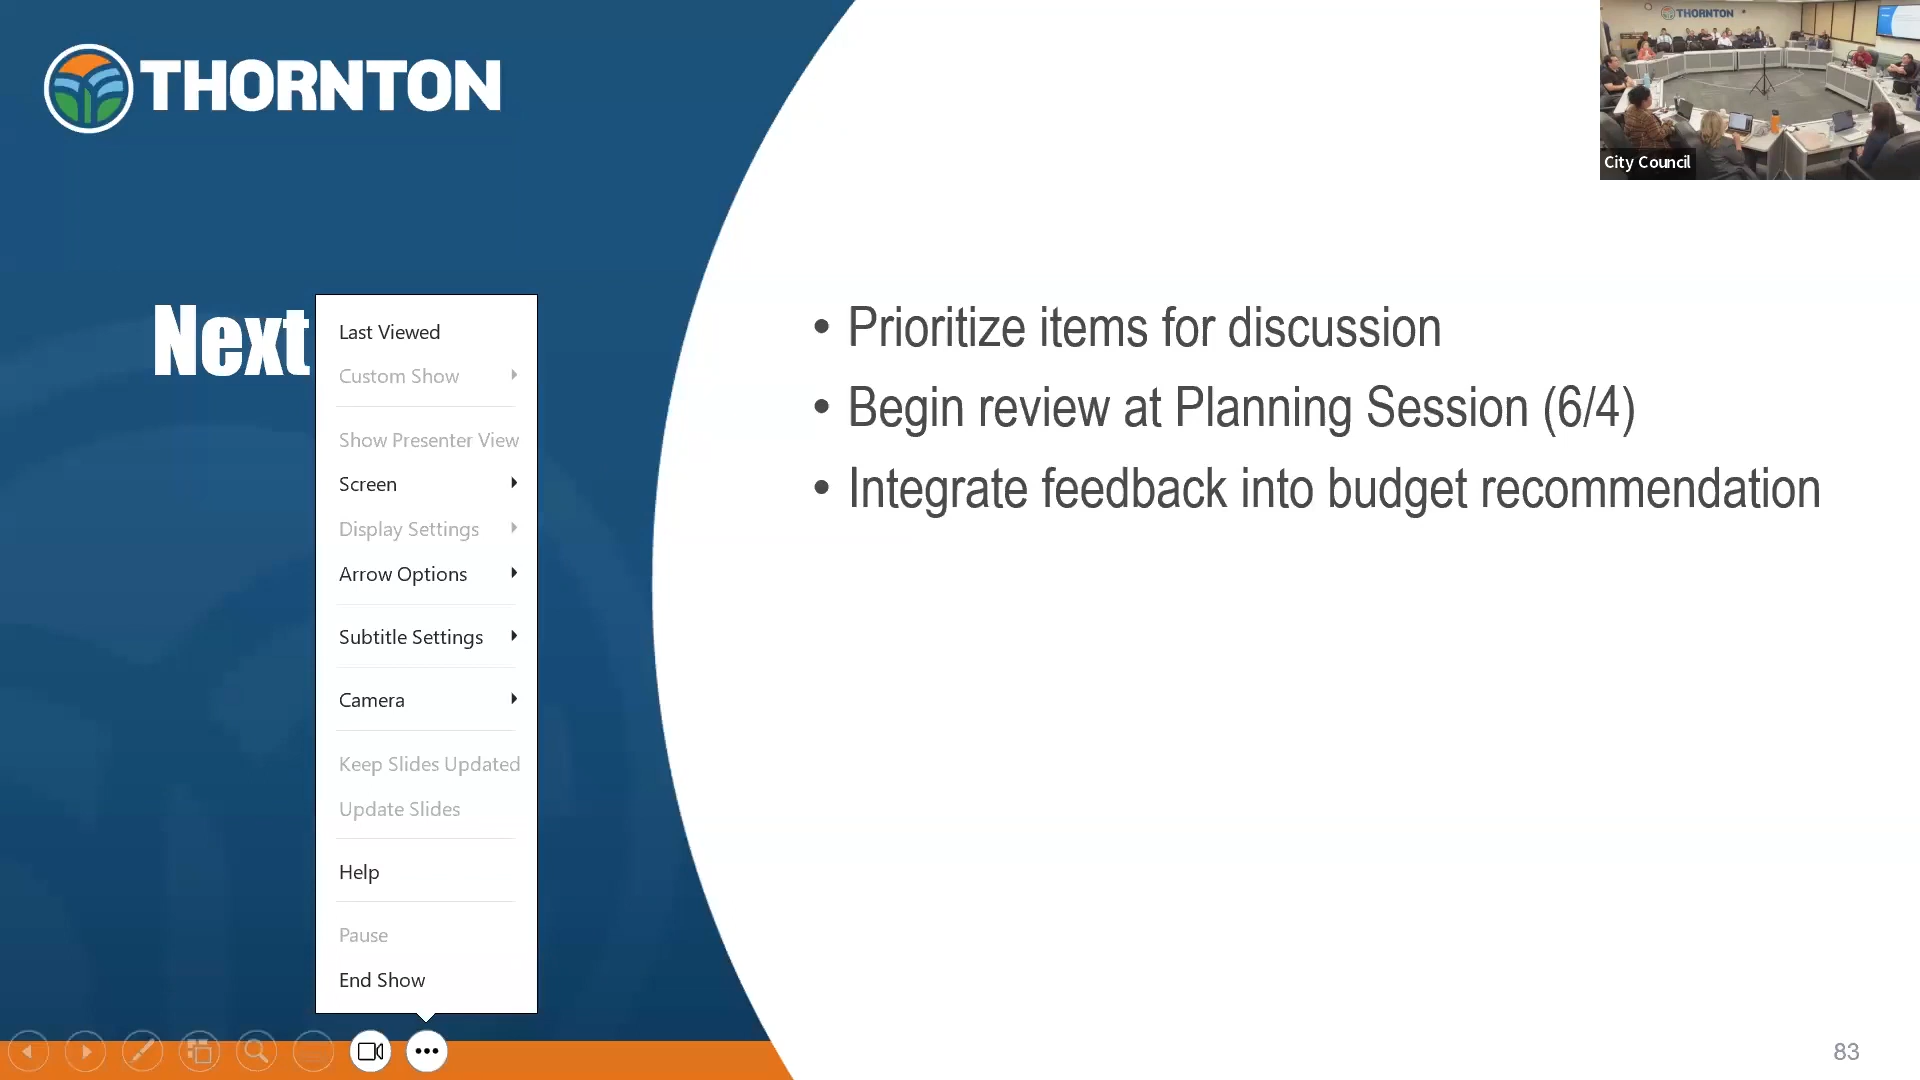 THORNTON
THORNTON
City Council
Next
Last Viewed
Custom Show
Show Presenter View
Screen
Display Settings
Arrow Options
Subtitle Settings
Camera
Keep Slides Updated
Update Slides
Help
Pause
End Show
• Prioritize items for discussion
• Begin review at Planning Session (6/4)
• Integrate feedback into budget recommendation
83